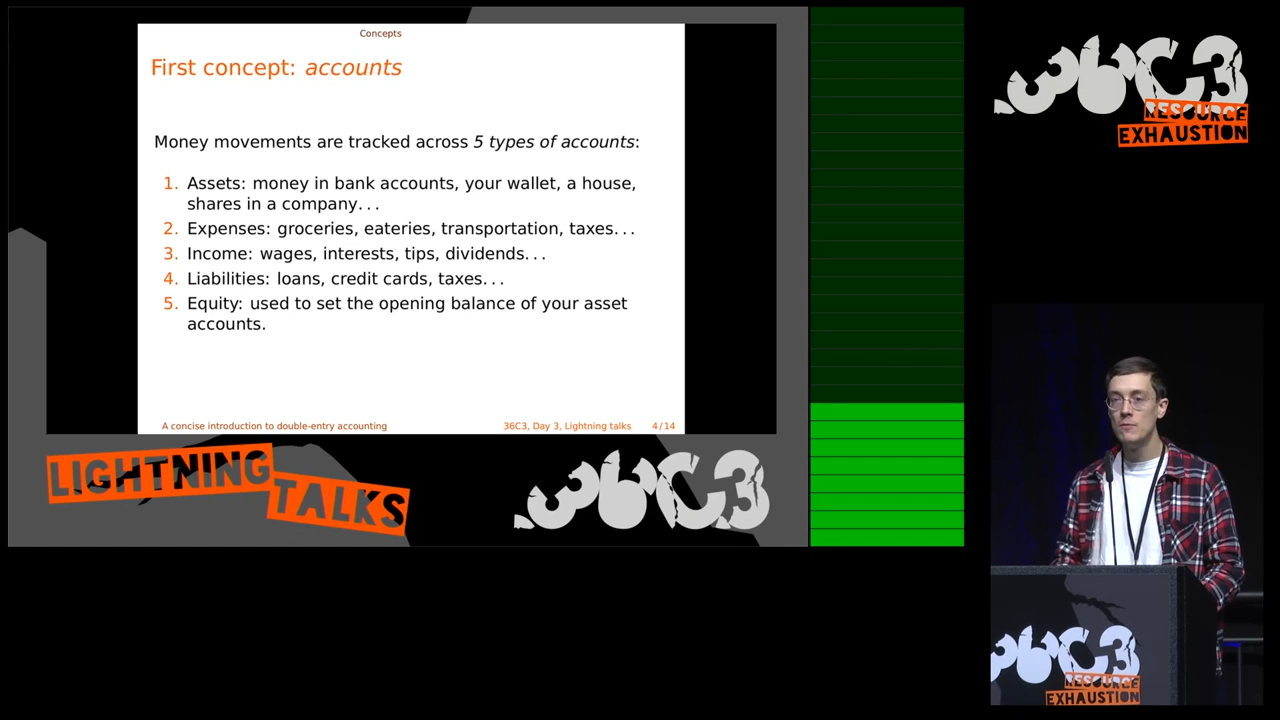 Concepts
First concept: accounts
Money movements are tracked across 5 types of accounts:
1. Assets: money in bank accounts, your wallet, a house,
shares in a company...
2. Expenses: groceries, eateries, transportation, taxes...
3. Income: wages, interests, tips, dividends...
4. Liabilities: loans, credit cards, taxes...
5. Equity: used to set the opening balance of your asset
accounts.
A concise introduction to double-entry accounting
36C3, Day 3, Lightning talks 4/14
LIGHTNING
TALKS
36C3
36C3
RESOURCE
EXHAUSTION
36C3
RESOURCE
EXHAUSTION